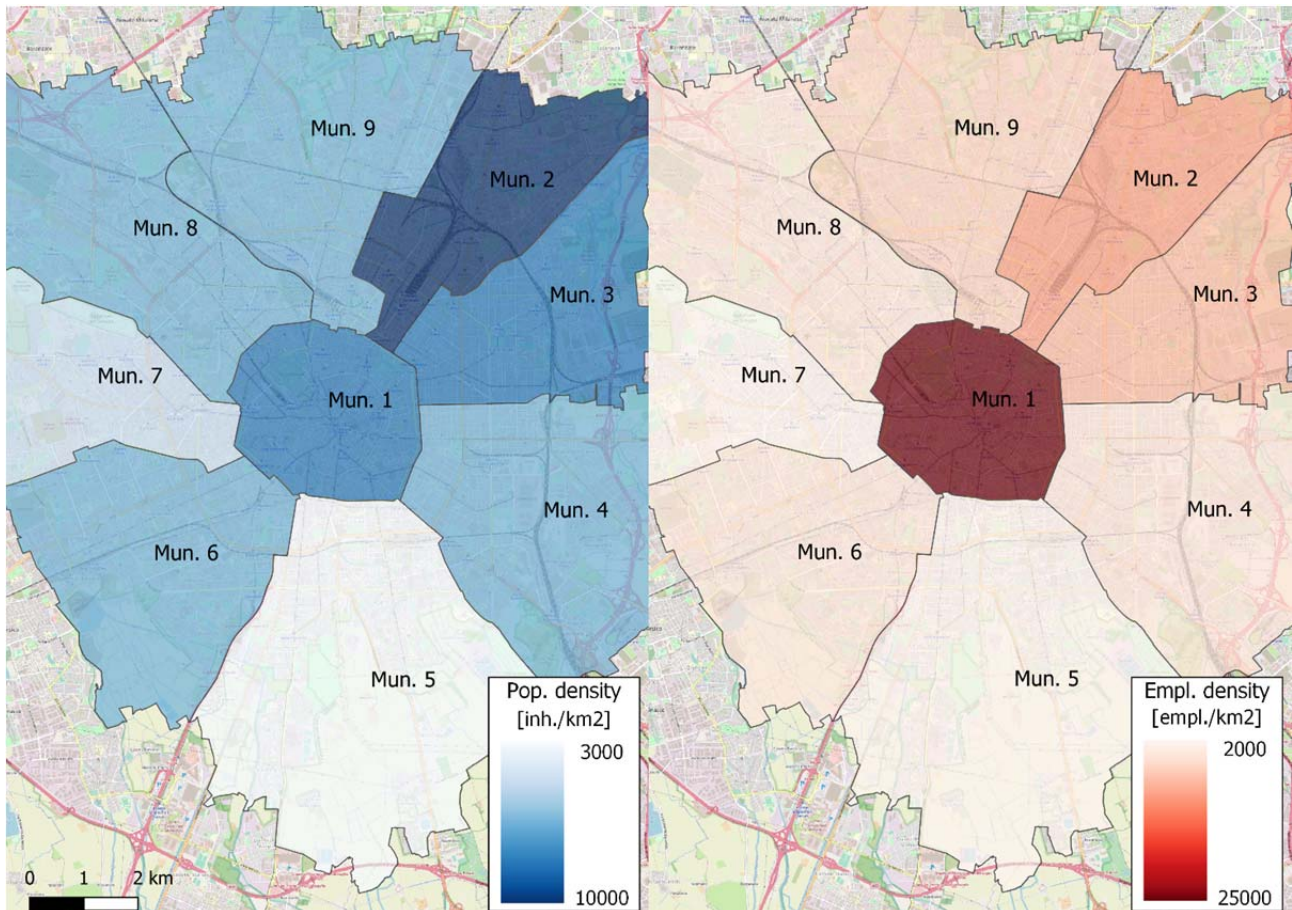 Mun. 9
Mun. 2
Mun. 8
Mun. 3
Mun. 7
Mun. 1
Mun. 4
Mun. 6
Mun. 5
Pop. density
[inh./km2]
3000
10000
0 1 2 km
Mun. 9
Mun. 2
Mun. 8
Mun. 3
Mun. 7
Mun. 1
Mun. 4
Mun. 6
Mun. 5
Empl. density
[empl./km2]
2000
25000